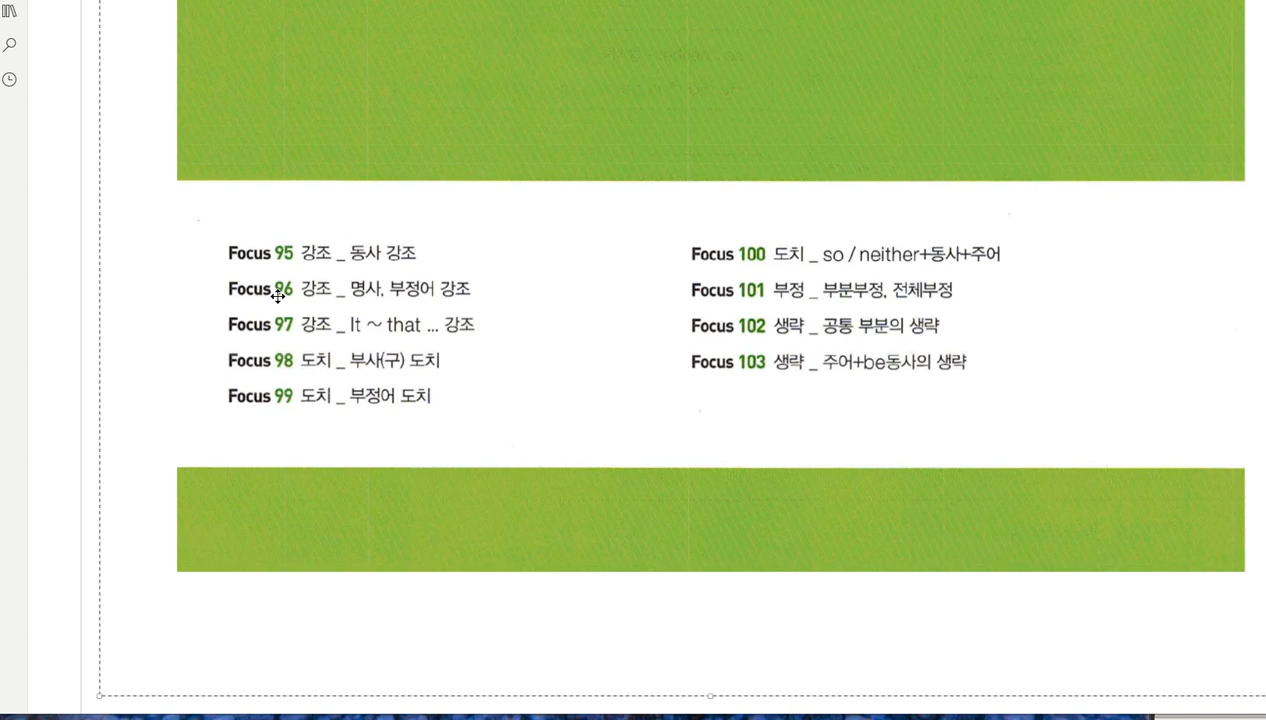 Focus 95 강조 _ 동사 강조
Focus 96 강조 _ 명사, 부정어 강조
Focus 97 강조 _ It ～ that ... 강조
Focus 98 도치 _ 부사(구) 도치
Focus 99 도치 _ 부정어 도치
Focus 100 도치 _ so / neither+동사+주어
Focus 101 부정 _ 부분부정, 전체부정
Focus 102 생략 _ 공통 부분의 생략
Focus 103 생략 _ 주어+be동사의 생략